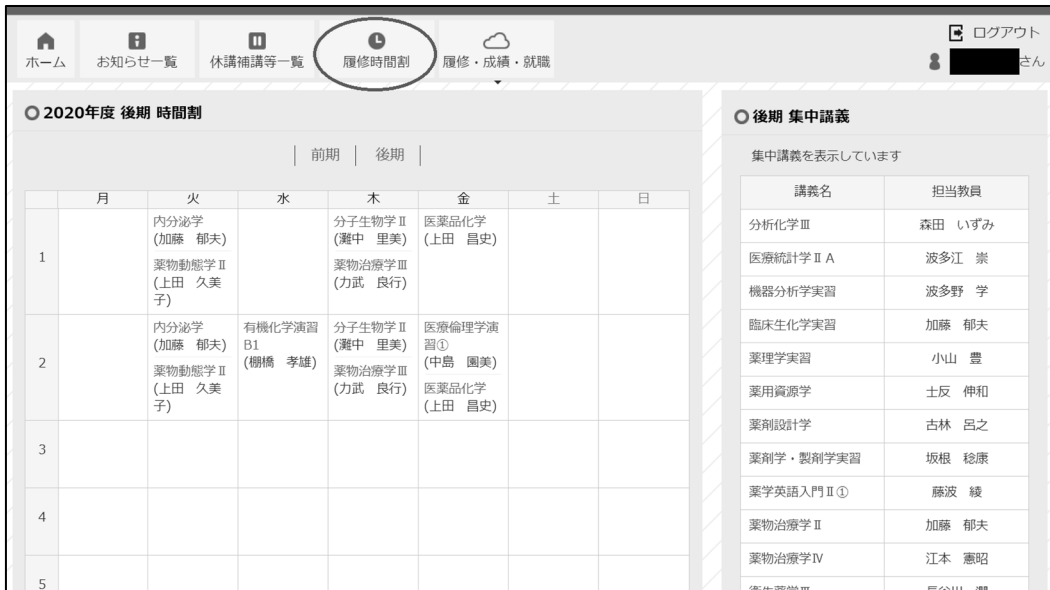 ホーム
お知らせ一覧
休講補講等一覧
履修時間割
履修・成績・就職
ログアウト
さん
2020年度 後期 時間割
前期
後期
月 火 水 木 金 土 日
1
内分泌学
(加藤 郁夫)
薬物動態学Ⅱ
(上田 久美
子)
分子生物学Ⅱ
(灘中 里美)
薬物治療学Ⅲ
(力武 良行)
医薬品化学
(上田 昌史)
2
内分泌学
(加藤 郁夫)
薬物動態学Ⅱ
(上田 久美
子)
有機化学演習
B1
(棚橋 孝雄)
分子生物学Ⅱ
(灘中 里美)
薬物治療学Ⅲ
(力武 良行)
医療倫理学演
習①
(中島 園美)
医薬品化学
(上田 昌史)
3
4
5
後期 集中講義
集中講義を表示しています
講義名 担当教員
分析化学Ⅲ 森田 いずみ
医療統計学ⅡA 波多江 崇
機器分析学実習 波多野 学
臨床生化学実習 加藤 郁夫
薬理学実習 小山 豊
薬用資源学 士反 伸和
薬剤設計学 古林 呂之
薬剤学・製剤学実習 坂根 稔康
薬学英語入門Ⅱ① 藤波 綾
薬物治療学Ⅱ 加藤 郁夫
薬物治療学Ⅳ 江本 憲昭